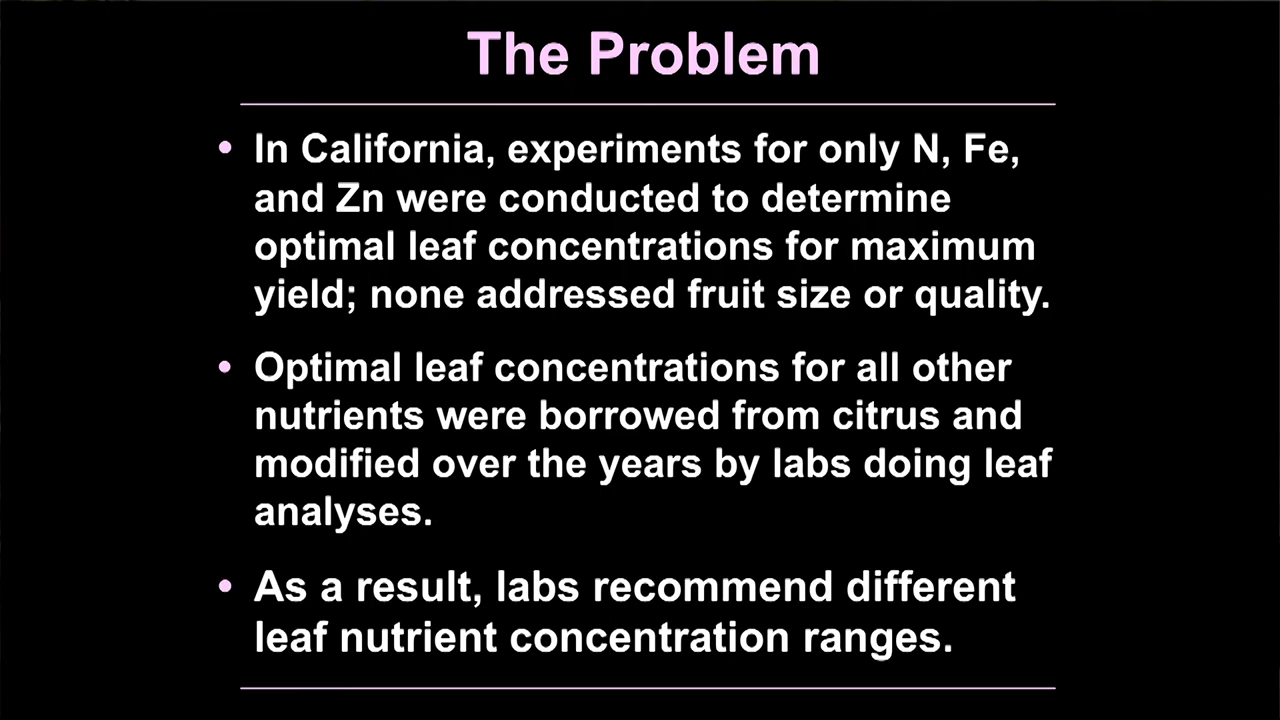 The Problem
• In California, experiments for only N, Fe,
and Zn were conducted to determine
optimal leaf concentrations for maximum
yield; none addressed fruit size or quality.
• Optimal leaf concentrations for all other
nutrients were borrowed from citrus and
modified over the years by labs doing leaf
analyses.
• As a result, labs recommend different
leaf nutrient concentration ranges.